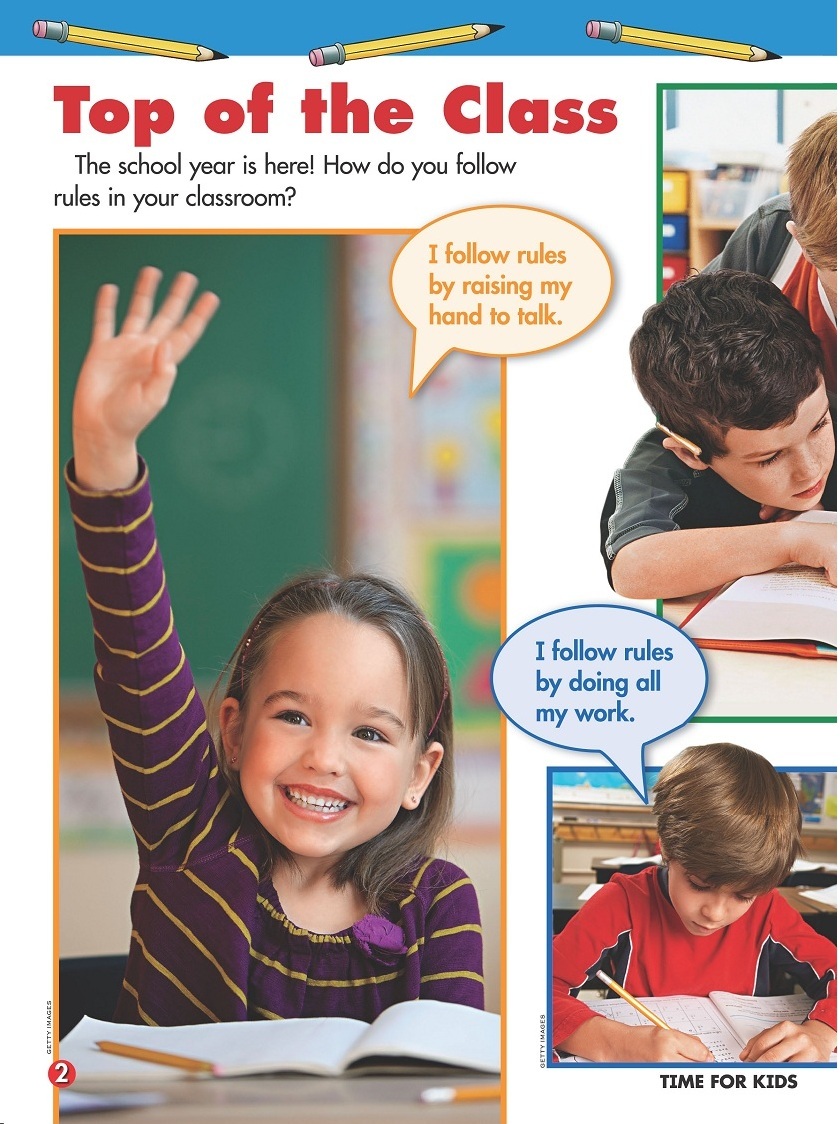 Top of the Class
The school year is here! How do you follow
rules in your classroom?
I follow rules
by raising my
hand to talk.
I follow rules
by doing all
my work.
GETTY IMAGES
GETTY IMAGES
2
TIME FOR KIDS